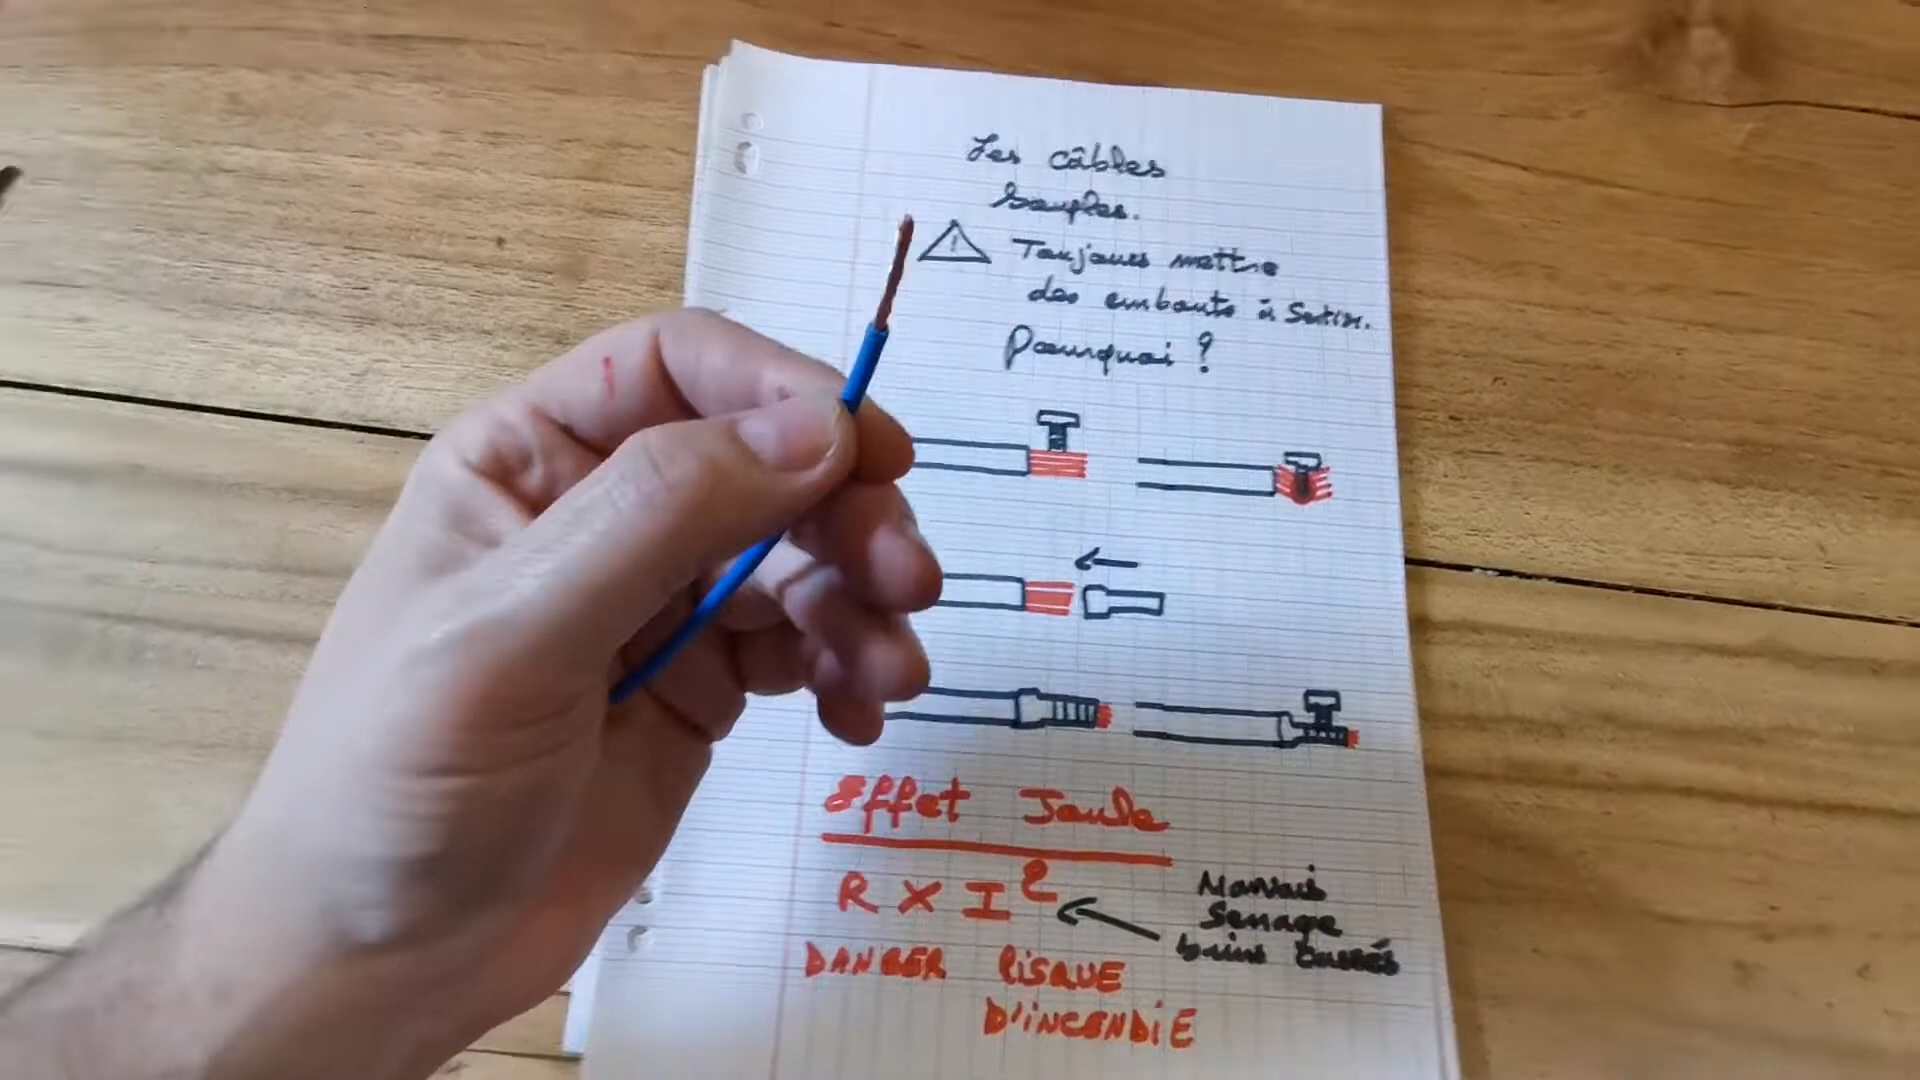 Les câbles
souples.
! Toujours mettre
des embouts à Sertir.
Pourquoi ?
Effet Joule
R X I²
Mauvais
Serrage
brins cassés
DANGER RISQUE
D'iNCENDiE